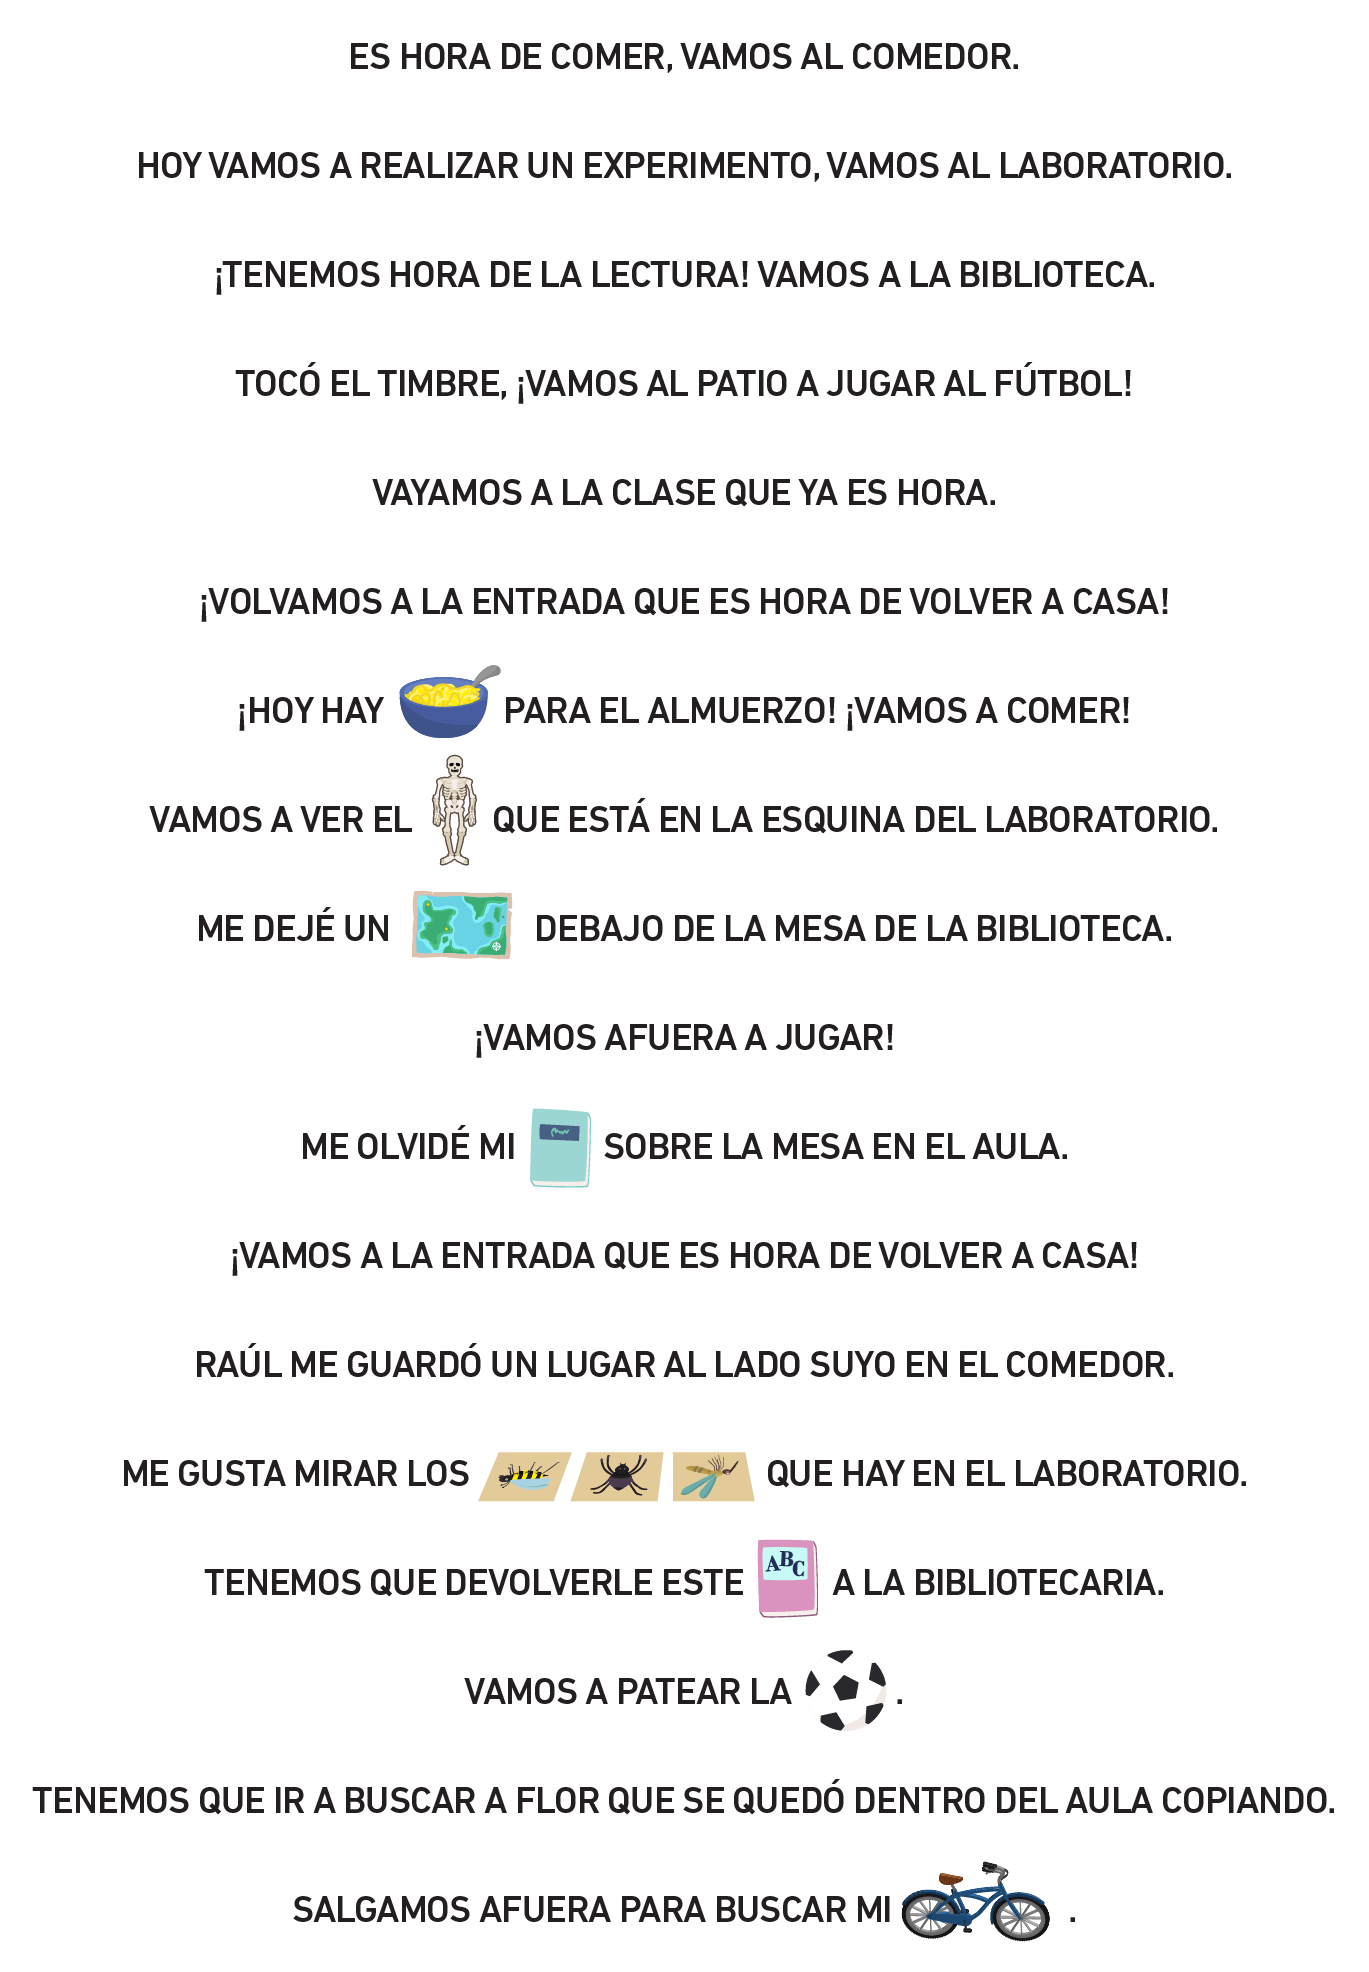 ES HORA DE COMER, VAMOS AL COMEDOR.
HOY VAMOS A REALIZAR UN EXPERIMENTO, VAMOS AL LABORATORIO.
¡TENEMOS HORA DE LA LECTURA! VAMOS A LA BIBLIOTECA.
TOCÓ EL TIMBRE, ¡VAMOS AL PATIO A JUGAR AL FÚTBOL!
VAYAMOS A LA CLASE QUE YA ES HORA.
¡VOLVAMOS A LA ENTRADA QUE ES HORA DE VOLVER A CASA!
¡HOY HAY PARA EL ALMUERZO! ¡VAMOS A COMER!
VAMOS A VER EL QUE ESTÁ EN LA ESQUINA DEL LABORATORIO.
ME DEJÉ UN DEBAJO DE LA MESA DE LA BIBLIOTECA.
¡VAMOS AFUERA A JUGAR!
ME OLVIDÉ MI SOBRE LA MESA EN EL AULA.
¡VAMOS A LA ENTRADA QUE ES HORA DE VOLVER A CASA!
RAÚL ME GUARDÓ UN LUGAR AL LADO SUYO EN EL COMEDOR.
ME GUSTA MIRAR LOS QUE HAY EN EL LABORATORIO.
TENEMOS QUE DEVOLVERLE ESTE ABC A LA BIBLIOTECARIA.
VAMOS A PATEAR LA .
TENEMOS QUE IR A BUSCAR A FLOR QUE SE QUEDÓ DENTRO DEL AULA COPIANDO.
SALGAMOS AFUERA PARA BUSCAR MI .